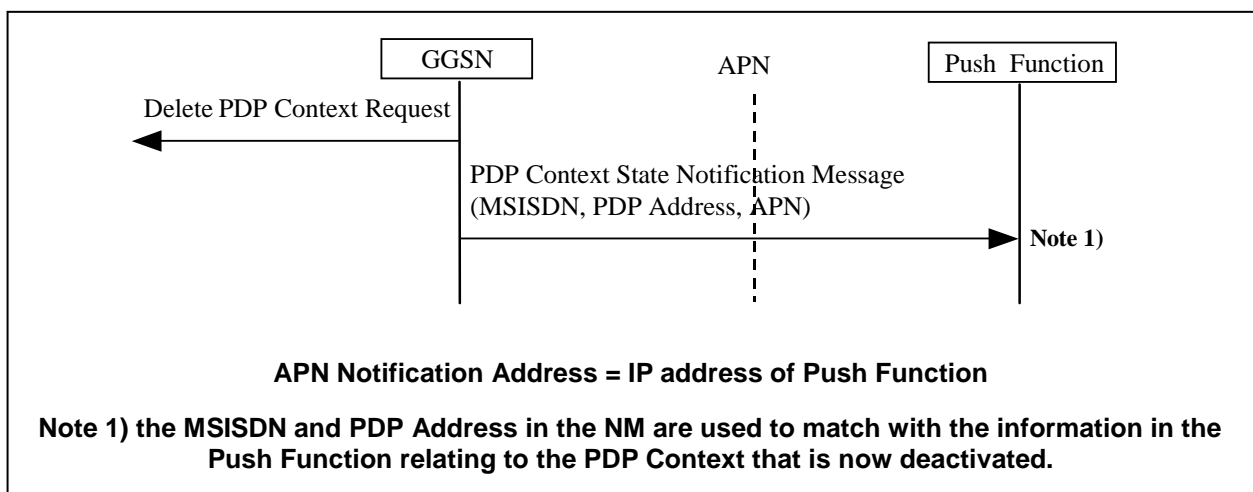 GGSN
APN
Push Function
Delete PDP Context Request
PDP Context State Notification Message
(MSISDN, PDP Address, APN)
Note 1)
APN Notification Address = IP address of Push Function
Note 1) the MSISDN and PDP Address in the NM are used to match with the information in the
Push Function relating to the PDP Context that is now deactivated.